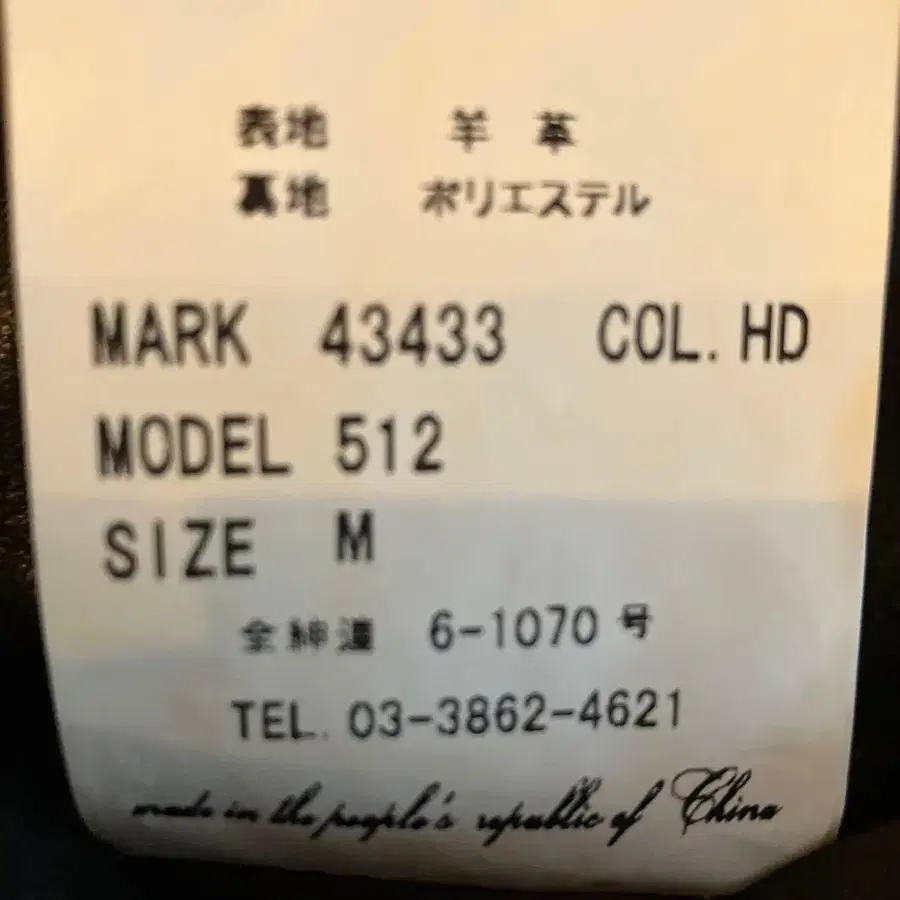 表地 羊革
裏地 ポリエステル
MARK 43433 COL. HD
MODEL 512
SIZE M
全紳連 6-1070 号
TEL. 03-3862-4621
made in the people's republic of China